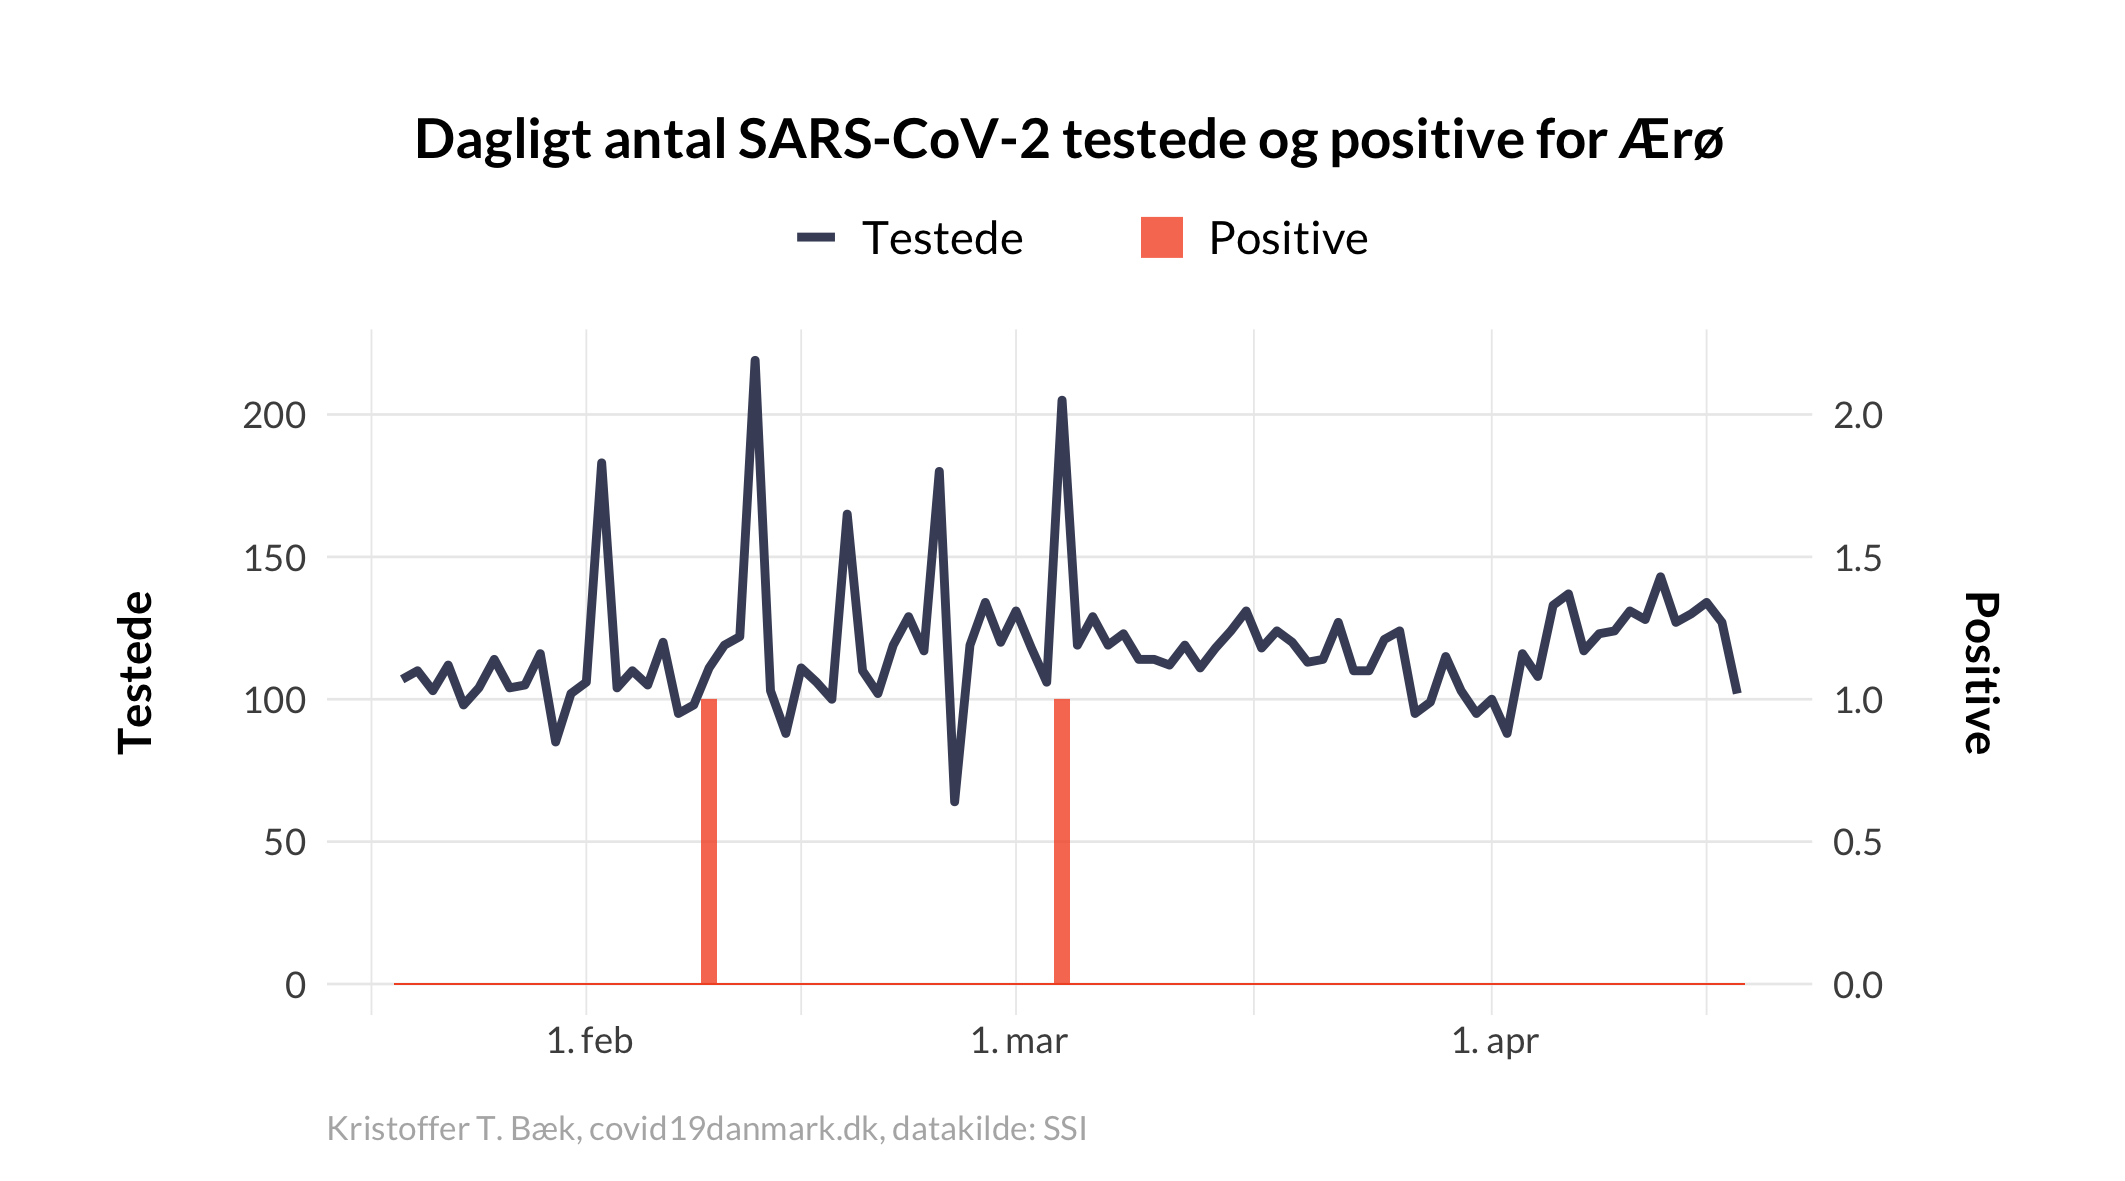 Dagligt antal SARS-CoV-2 testede og positive for Ærø
Testede Positive
200 2.0
150 1.5
100 1.0
50 0.5
0 0.0
Testede
Positive
1. feb 1. mar 1. apr
Kristoffer T. Bæk, covid19danmark.dk, datakilde: SSI